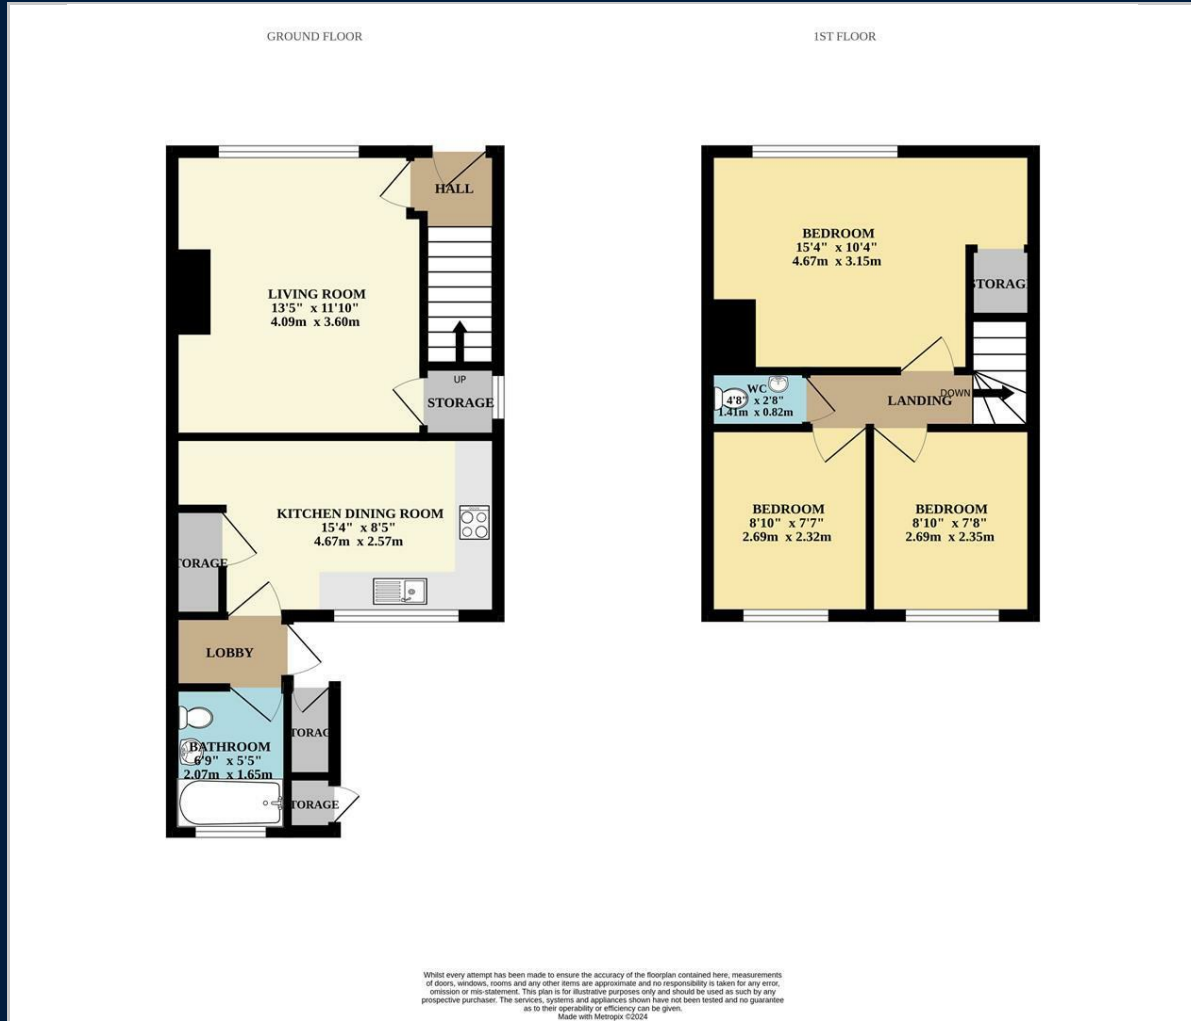 GROUND FLOOR
HALL
LIVING ROOM
13'5" x 11'10"
4.09m x 3.60m
UP
STORAGE
KITCHEN DINING ROOM
15'4" x 8'5"
4.67m x 2.57m
TORAGE
LOBBY
BATHROOM
6'9" x 5'5"
2.07m x 1.65m
TORAG
TORAGE
1ST FLOOR
BEDROOM
15'4" x 10'4"
4.67m x 3.15m
STORAG
WC
4'8" x 2'8"
1.41m x 0.82m
DOWN
LANDING
BEDROOM
8'10" x 7'7"
2.69m x 2.32m
BEDROOM
8'10" x 7'8"
2.69m x 2.35m
Whilst every attempt has been made to ensure the accuracy of the floorplan contained here, measurements
of doors, windows, rooms and any other items are approximate and no responsibility is taken for any error,
omission or mis-statement. This plan is for illustrative purposes only and should be used as such by any
prospective purchaser. The services, systems and appliances shown have not been tested and no guarantee
as to their operability or efficiency can be given.
Made with Metropix ©2024